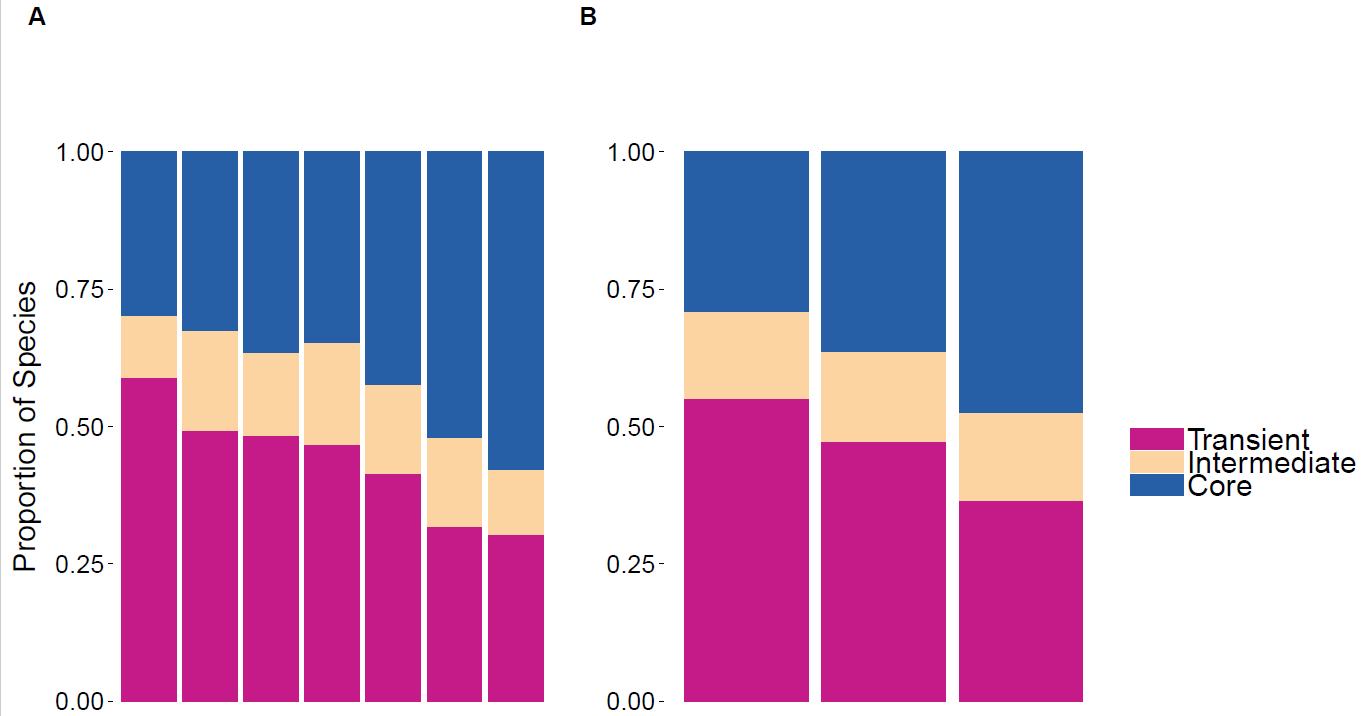 A
B
1.00
0.75
0.50
0.25
0.00
Proportion of Species
1.00
0.75
0.50
0.25
0.00
Transient
Intermediate
Core